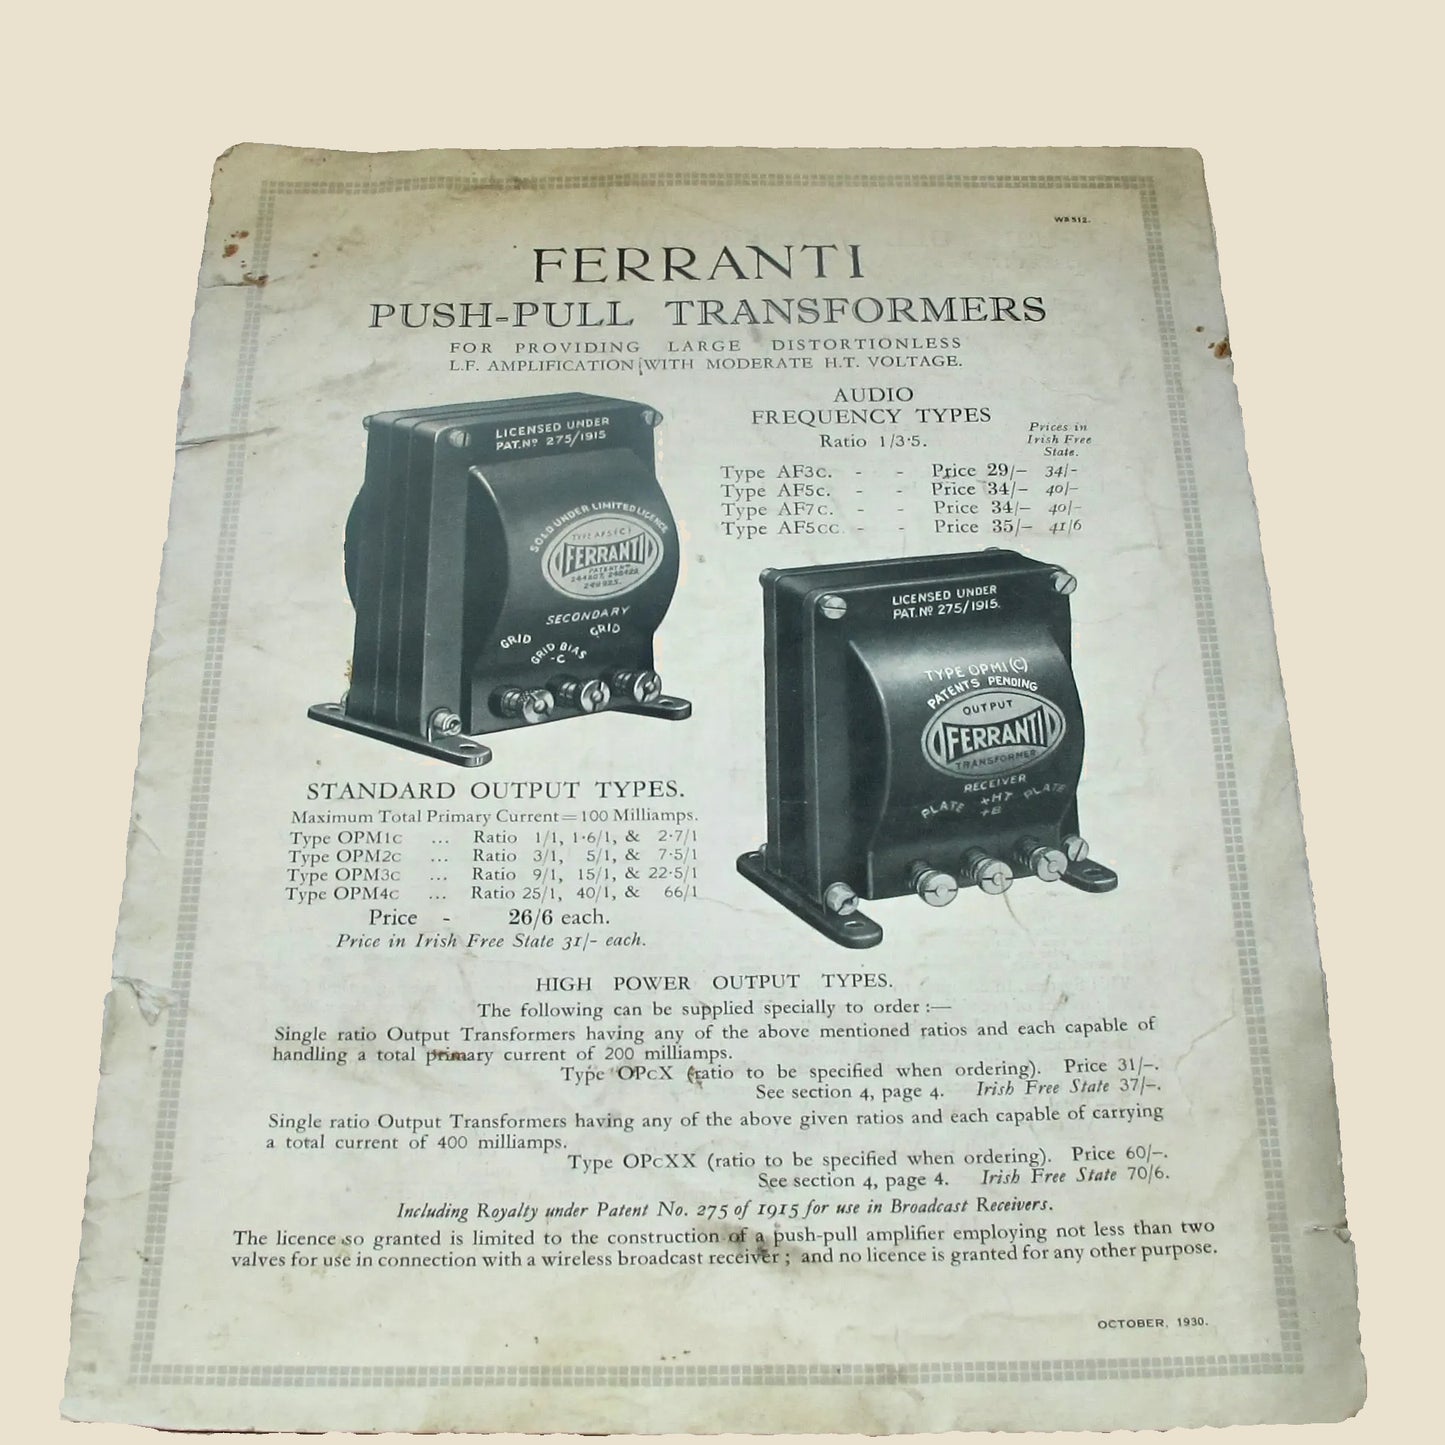 WB512.
FERRANTI
PUSH-PULL TRANSFORMERS
FOR PROVIDING LARGE DISTORTIONLESS
L.F. AMPLIFICATION WITH MODERATE H.T. VOLTAGE.
LICENSED UNDER
PAT. Nº 275/1915
SOLD UNDER LIMITED LICENCE
TYPE AF5(C)
FERRANTI
PATENT Nos
SECONDARY
GRID GRID
GRID BIAS
-C
AUDIO
FREQUENCY TYPES
Ratio 1/3·5.
Prices in
Irish Free
State.
Type AF3c. - - Price 29/– 34/-
Type AF5c. - - Price 34/– 40/–
Type AF7c. - - Price 34/– 40/-
Type AF5cc. - - Price 35/– 41/6
LICENSED UNDER
PAT. Nº 275/1915.
TYPE OPM1(C)
PATENTS PENDING
OUTPUT
FERRANTI
TRANSFORMER
RECEIVER
PLATE +HT PLATE
+B
STANDARD OUTPUT TYPES.
Maximum Total Primary Current=100 Milliamps.
Type OPM1c ... Ratio 1/1, 1·6/1, & 2·7/1
Type OPM2c ... Ratio 3/1, 5/1, & 7·5/1
Type OPM3c ... Ratio 9/1, 15/1, & 22·5/1
Type OPM4c ... Ratio 25/1, 40/1, & 66/1
Price - 26/6 each.
Price in Irish Free State 31/- each.
HIGH POWER OUTPUT TYPES.
The following can be supplied specially to order :—
Single ratio Output Transformers having any of the above mentioned ratios and each capable of
handling a total primary current of 200 milliamps.
Type OPcX (ratio to be specified when ordering). Price 31/–.
See section 4, page 4. Irish Free State 37/–.
Single ratio Output Transformers having any of the above given ratios and each capable of carrying
a total current of 400 milliamps.
Type OPcXX (ratio to be specified when ordering). Price 60/–.
See section 4, page 4. Irish Free State 70/6.
Including Royalty under Patent No. 275 of 1915 for use in Broadcast Receivers.
The licence so granted is limited to the construction of a push-pull amplifier employing not less than two
valves for use in connection with a wireless broadcast receiver ; and no licence is granted for any other purpose.
OCTOBER, 1930.